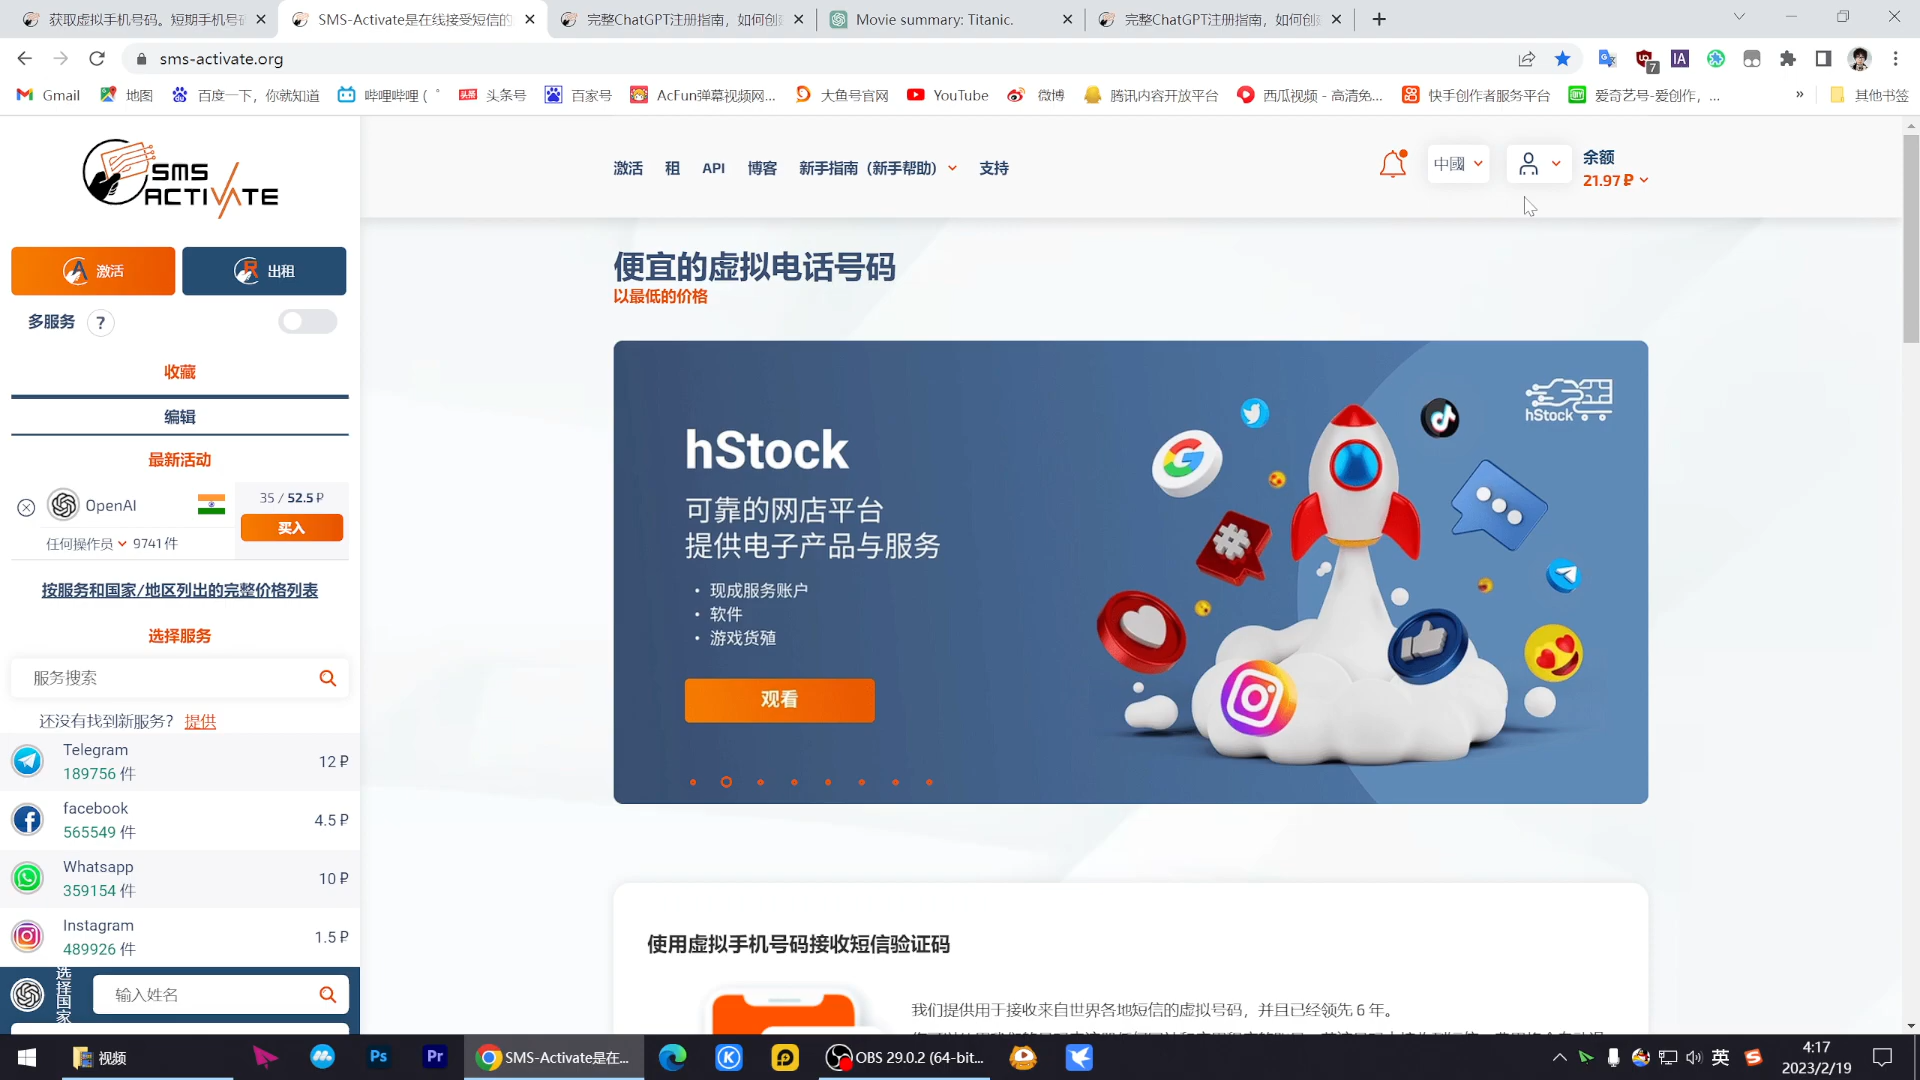 获取虚拟手机号码。短期手机号
SMS-Activate是在线接受短信的
完整ChatGPT注册指南，如何创
Movie summary: Titanic.
完整ChatGPT注册指南，如何创
sms-activate.org
7
Gmail
地图
百度一下，你就知道
哔哩哔哩 ( ゜
头条号
百家号
AcFun弹幕视频网...
大鱼号官网
YouTube
微博
腾讯内容开放平台
西瓜视频 - 高清免...
快手创作者服务平台
爱奇艺号-爱创作，...
»
其他书签
SMS
ACTIVATE
激活
租
API
博客
新手指南（新手帮助）
支持
中國
余额
21.97 ₽
激活
出租
多服务
?
收藏
编辑
最新活动
OpenAI
35 / 52.5 ₽
买入
任何操作员
9741 件
按服务和国家/地区列出的完整价格列表
选择服务
服务搜索
还没有找到新服务？ 提供
Telegram
189756 件
12 ₽
facebook
565549 件
4.5 ₽
Whatsapp
359154 件
10 ₽
Instagram
489926 件
1.5 ₽
选择国家
输入姓名
便宜的虚拟电话号码
以最低的价格
hStock
hStock
可靠的网店平台
提供电子产品与服务
• 现成服务账户
• 软件
• 游戏货殖
观看
使用虚拟手机号码接收短信验证码
我们提供用于接收来自世界各地短信的虚拟号码，并且已经领先 6 年。
视频
Ps
Pr
SMS-Activate是在...
OBS 29.0.2 (64-bit...
英
4:17
2023/2/19